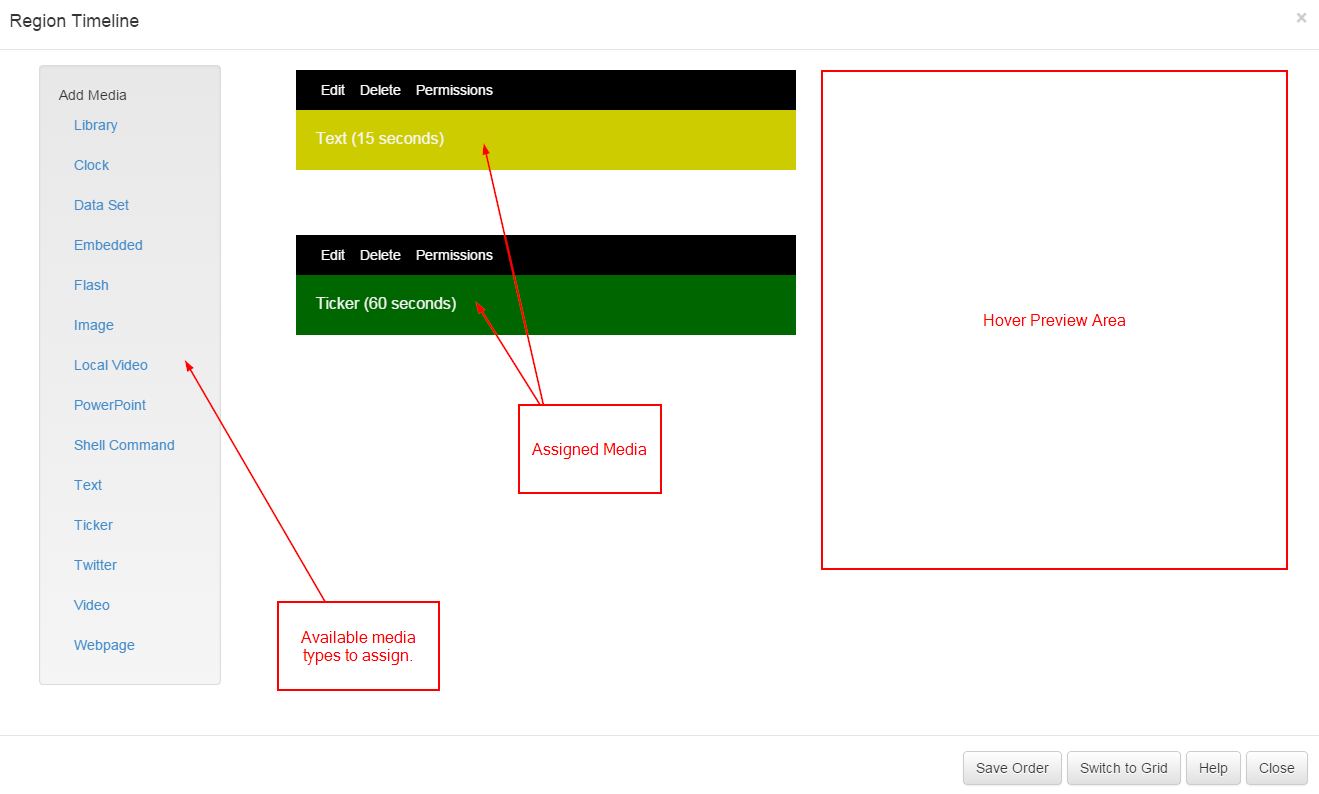 Region Timeline
×
Add Media
Library
Clock
Data Set
Embedded
Flash
Image
Local Video
PowerPoint
Shell Command
Text
Ticker
Twitter
Video
Webpage
Edit Delete Permissions
Text (15 seconds)
Edit Delete Permissions
Ticker (60 seconds)
Assigned Media
Available media
types to assign.
Hover Preview Area
Save Order Switch to Grid Help Close